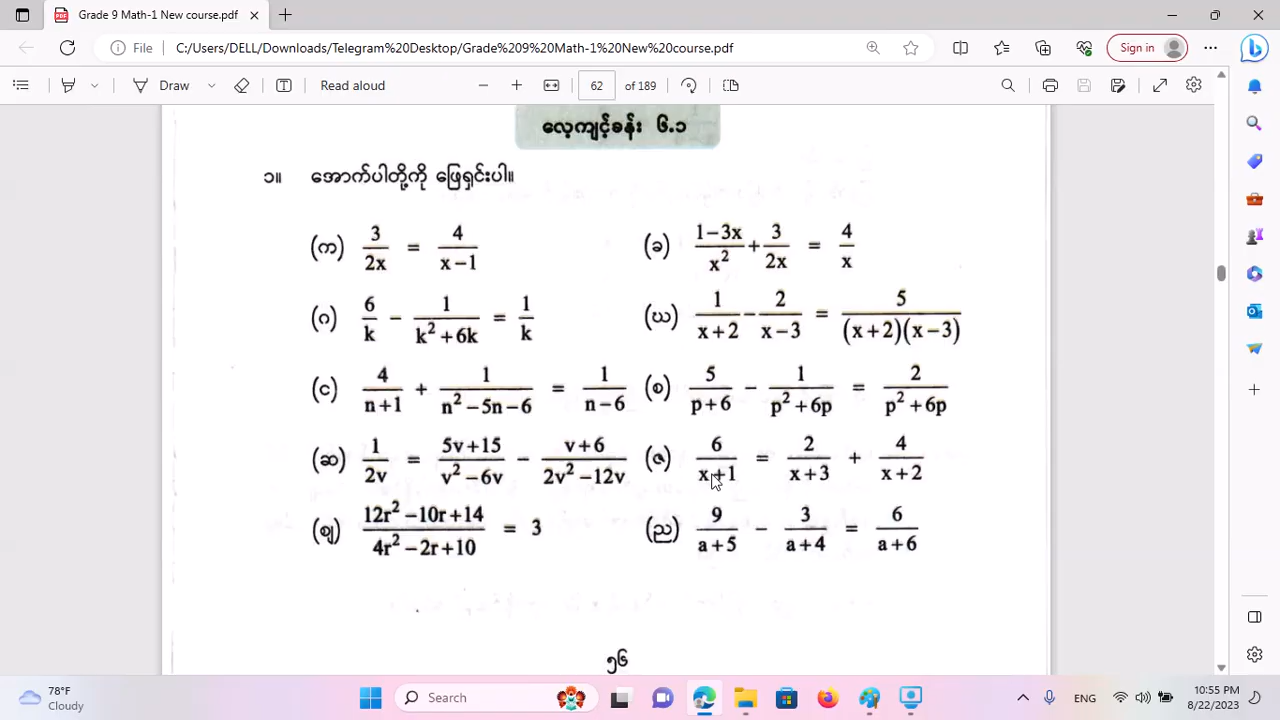 Grade 9 Math-1 New course.pdf
File C:/Users/DELL/Downloads/Telegram%20Desktop/Grade%209%20Math-1%20New%20course.pdf Sign in
Draw Read aloud 62 of 189
လေ့ကျင့်ခန်း ၆.၁
၁။ အောက်ပါတို့ကို ဖြေရှင်းပါ။
(က) 3/2x = 4/(x−1) (ခ) (1−3x)/x² + 3/2x = 4/x
(ဂ) 6/k − 1/(k²+6k) = 1/k (ဃ) 1/(x+2) − 2/(x−3) = 5/((x+2)(x−3))
(င) 4/(n+1) + 1/(n²−5n−6) = 1/(n−6) (စ) 5/(p+6) − 1/(p²+6p) = 2/(p²+6p)
(ဆ) 1/2v = (5v+15)/(v²−6v) − (v+6)/(2v²−12v) (ဇ) 6/(x+1) = 2/(x+3) + 4/(x+2)
(ဈ) (12r²−10r+14)/(4r²−2r+10) = 3 (ည) 9/(a+5) − 3/(a+4) = 6/(a+6)
၅၆
78°F
Cloudy
Search
ENG
10:55 PM
8/22/2023